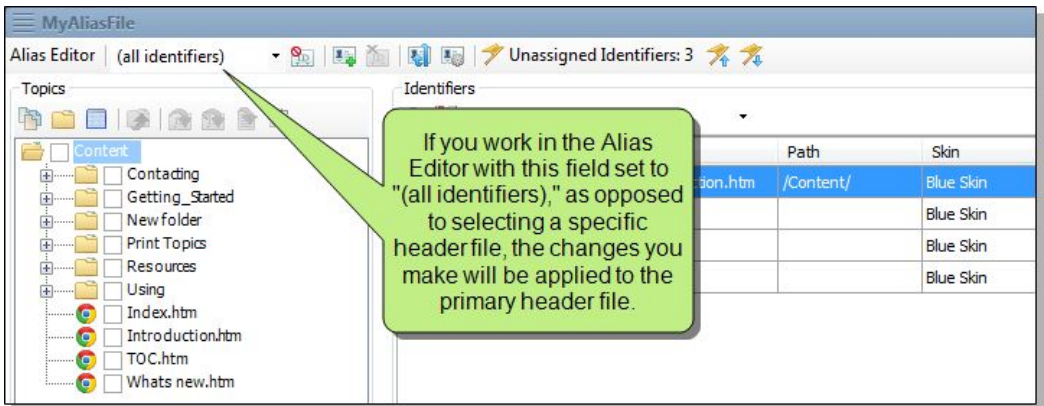 MyAliasFile
Alias Editor (all identifiers) Unassigned Identifiers: 3
Topics
Identifiers
If you work in the Alias
Editor with this field set to
"(all identifiers)," as opposed
to selecting a specific
header file, the changes you
make will be applied to the
primary header file.
Content
Contacting
Getting_Started
New folder
Print Topics
Resources
Using
Index.htm
Introduction.htm
TOC.htm
Whats new.htm
Path Skin
tion.htm /Content/ Blue Skin
Blue Skin
Blue Skin
Blue Skin